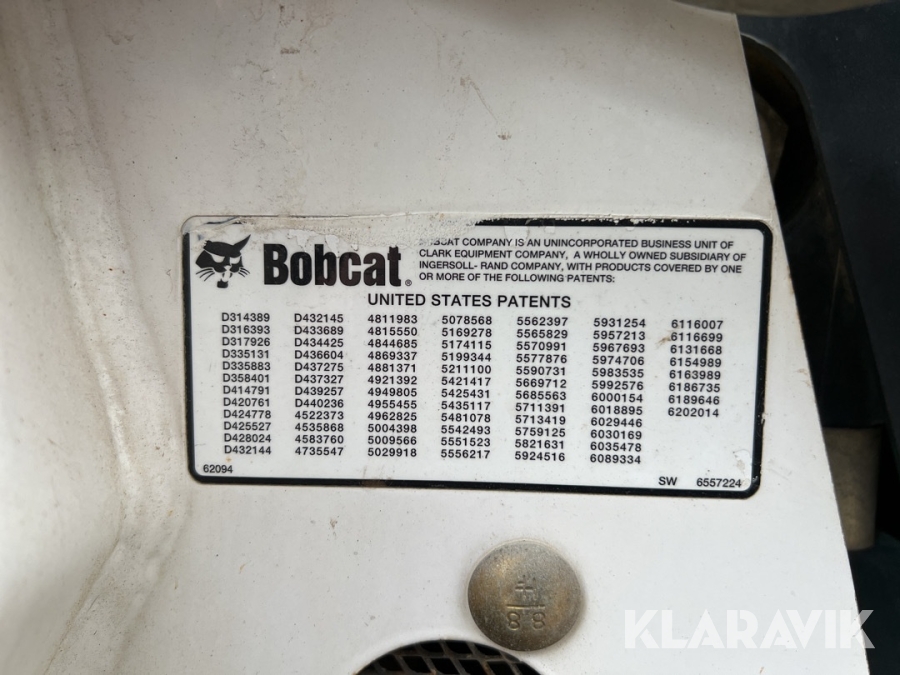 Bobcat®
BOBCAT COMPANY IS AN UNINCORPORATED BUSINESS UNIT OF
CLARK EQUIPMENT COMPANY, A WHOLLY OWNED SUBSIDIARY OF
INGERSOLL- RAND COMPANY, WITH PRODUCTS COVERED BY ONE
OR MORE OF THE FOLLOWING PATENTS:
UNITED STATES PATENTS
D314389 D432145 4811983 5078568 5562397 5931254 6116007
D316393 D433689 4815550 5169278 5565829 5957213 6116699
D317926 D434425 4844685 5174115 5570991 5967693 6131668
D335131 D436604 4869337 5199344 5577876 5974706 6154989
D335883 D437275 4881371 5211100 5590731 5983535 6163989
D358401 D437327 4921392 5421417 5669712 5992576 6186735
D414791 D439257 4949805 5425431 5685563 6000154 6189646
D420761 D440236 4955455 5435117 5711391 6018895 6202014
D424778 4522373 4962825 5481078 5713419 6029446
D425527 4535868 5004398 5542493 5759125 6030169
D428024 4583760 5009566 5551523 5821631 6035478
D432144 4735547 5029918 5556217 5924516 6089334
62094 SW 6557224
8 8
KLARAVIK